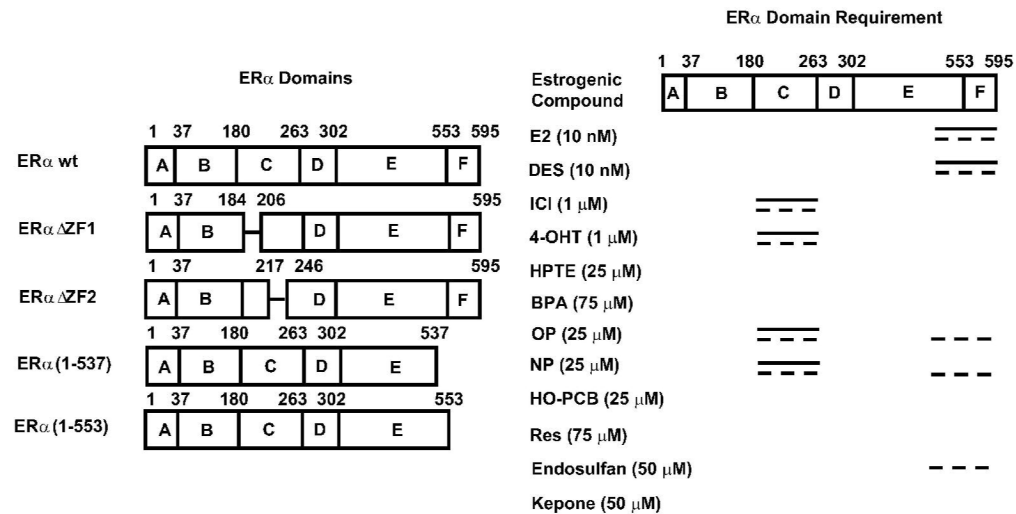 ERα Domains
1 37 180 263 302 553 595
ERα wt
A B C D E F
1 37 184 206 595
ERα ΔZF1
A B D E F
1 37 217 246 595
ERα ΔZF2
A B D E F
1 37 180 263 302 537
ERα (1-537)
A B C D E
1 37 180 263 302 553
ERα (1-553)
A B C D E
ERα Domain Requirement
1 37 180 263 302 553 595
Estrogenic
Compound
A B C D E F
E2 (10 nM)
DES (10 nM)
ICI (1 μM)
4-OHT (1 μM)
HPTE (25 μM)
BPA (75 μM)
OP (25 μM)
NP (25 μM)
HO-PCB (25 μM)
Res (75 μM)
Endosulfan (50 μM)
Kepone (50 μM)